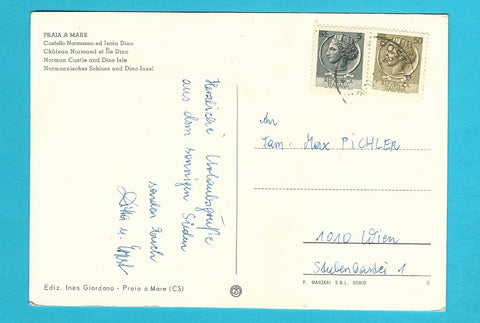 PRAIA A MARE
Castello Normanno ed Isola Dino
Château Normand et Île Dino
Norman Castle and Dino Isle
Normannisches Schloss und Dino Insel
Herzliche Urlaubsgrüße
aus dem sonnigen Süden
senden Euch
u.
An
Fam. Max PICHLER
1010 Wien
Stubenbastei 1
Ediz. Ines Giordano - Praia a Mare (CS)
P. MARZARI S.R.L. SCHIO